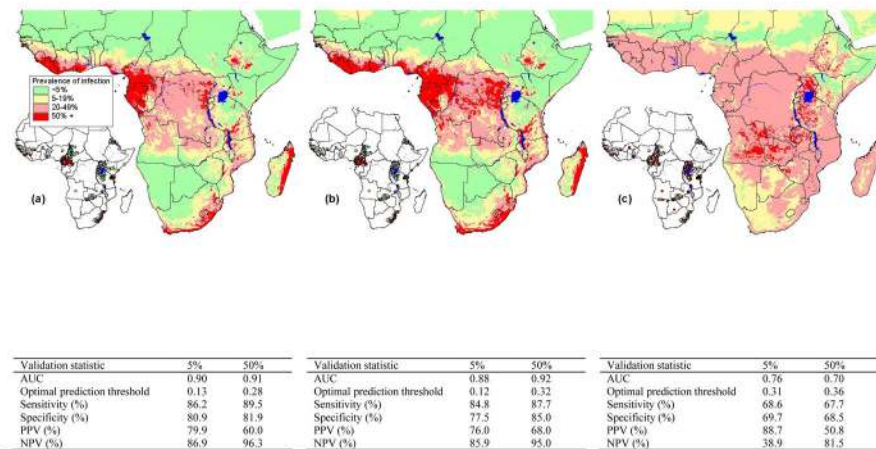 Prevalence of infection
<5%
5-19%
20-49%
50% +
(a)
(b)
(c)
Validation statistic 5% 50%
AUC 0.90 0.91
Optimal prediction threshold 0.13 0.28
Sensitivity (%) 86.2 89.5
Specificity (%) 80.9 81.9
PPV (%) 79.9 60.0
NPV (%) 86.9 96.3
Validation statistic 5% 50%
AUC 0.88 0.92
Optimal prediction threshold 0.12 0.32
Sensitivity (%) 84.8 87.7
Specificity (%) 77.5 85.0
PPV (%) 76.0 68.0
NPV (%) 85.9 95.0
Validation statistic 5% 50%
AUC 0.76 0.70
Optimal prediction threshold 0.31 0.36
Sensitivity (%) 68.6 67.7
Specificity (%) 69.7 68.5
PPV (%) 88.7 50.8
NPV (%) 38.9 81.5